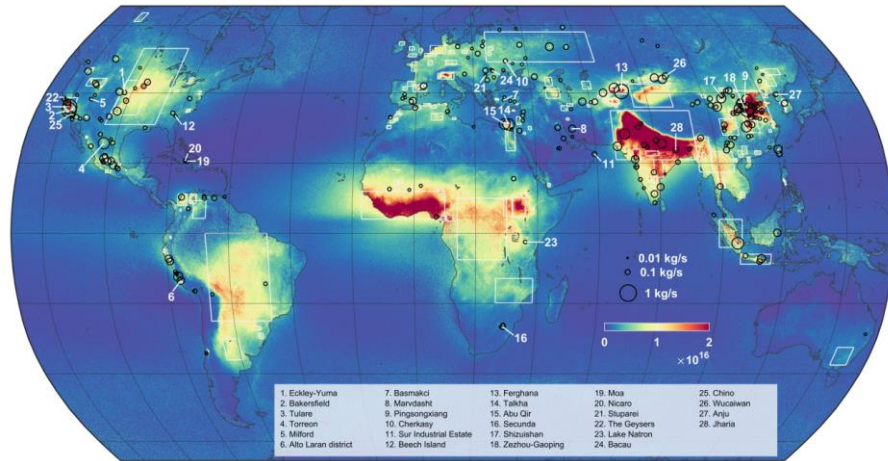 26
13
9
1
17
18
22
5
24
10
27
21
7
3
12
14
2
15
25
8
28
20
4
19
11
23
0.01 kg/s
0.1 kg/s
6
1 kg/s
16
0 1 2
×10¹⁶
1. Eckley-Yuma 7. Basmakci 13. Ferghana 19. Moa 25. Chino
2. Bakersfield 8. Marvdasht 14. Talkha 20. Nicaro 26. Wucaiwan
3. Tulare 9. Pingsongxiang 15. Abu Qir 21. Stuparei 27. Anju
4. Torreon 10. Cherkasy 16. Secunda 22. The Geysers 28. Jharia
5. Milford 11. Sur Industrial Estate 17. Shizuishan 23. Lake Natron
6. Alto Laran district 12. Beech Island 18. Zezhou-Gaoping 24. Bacau